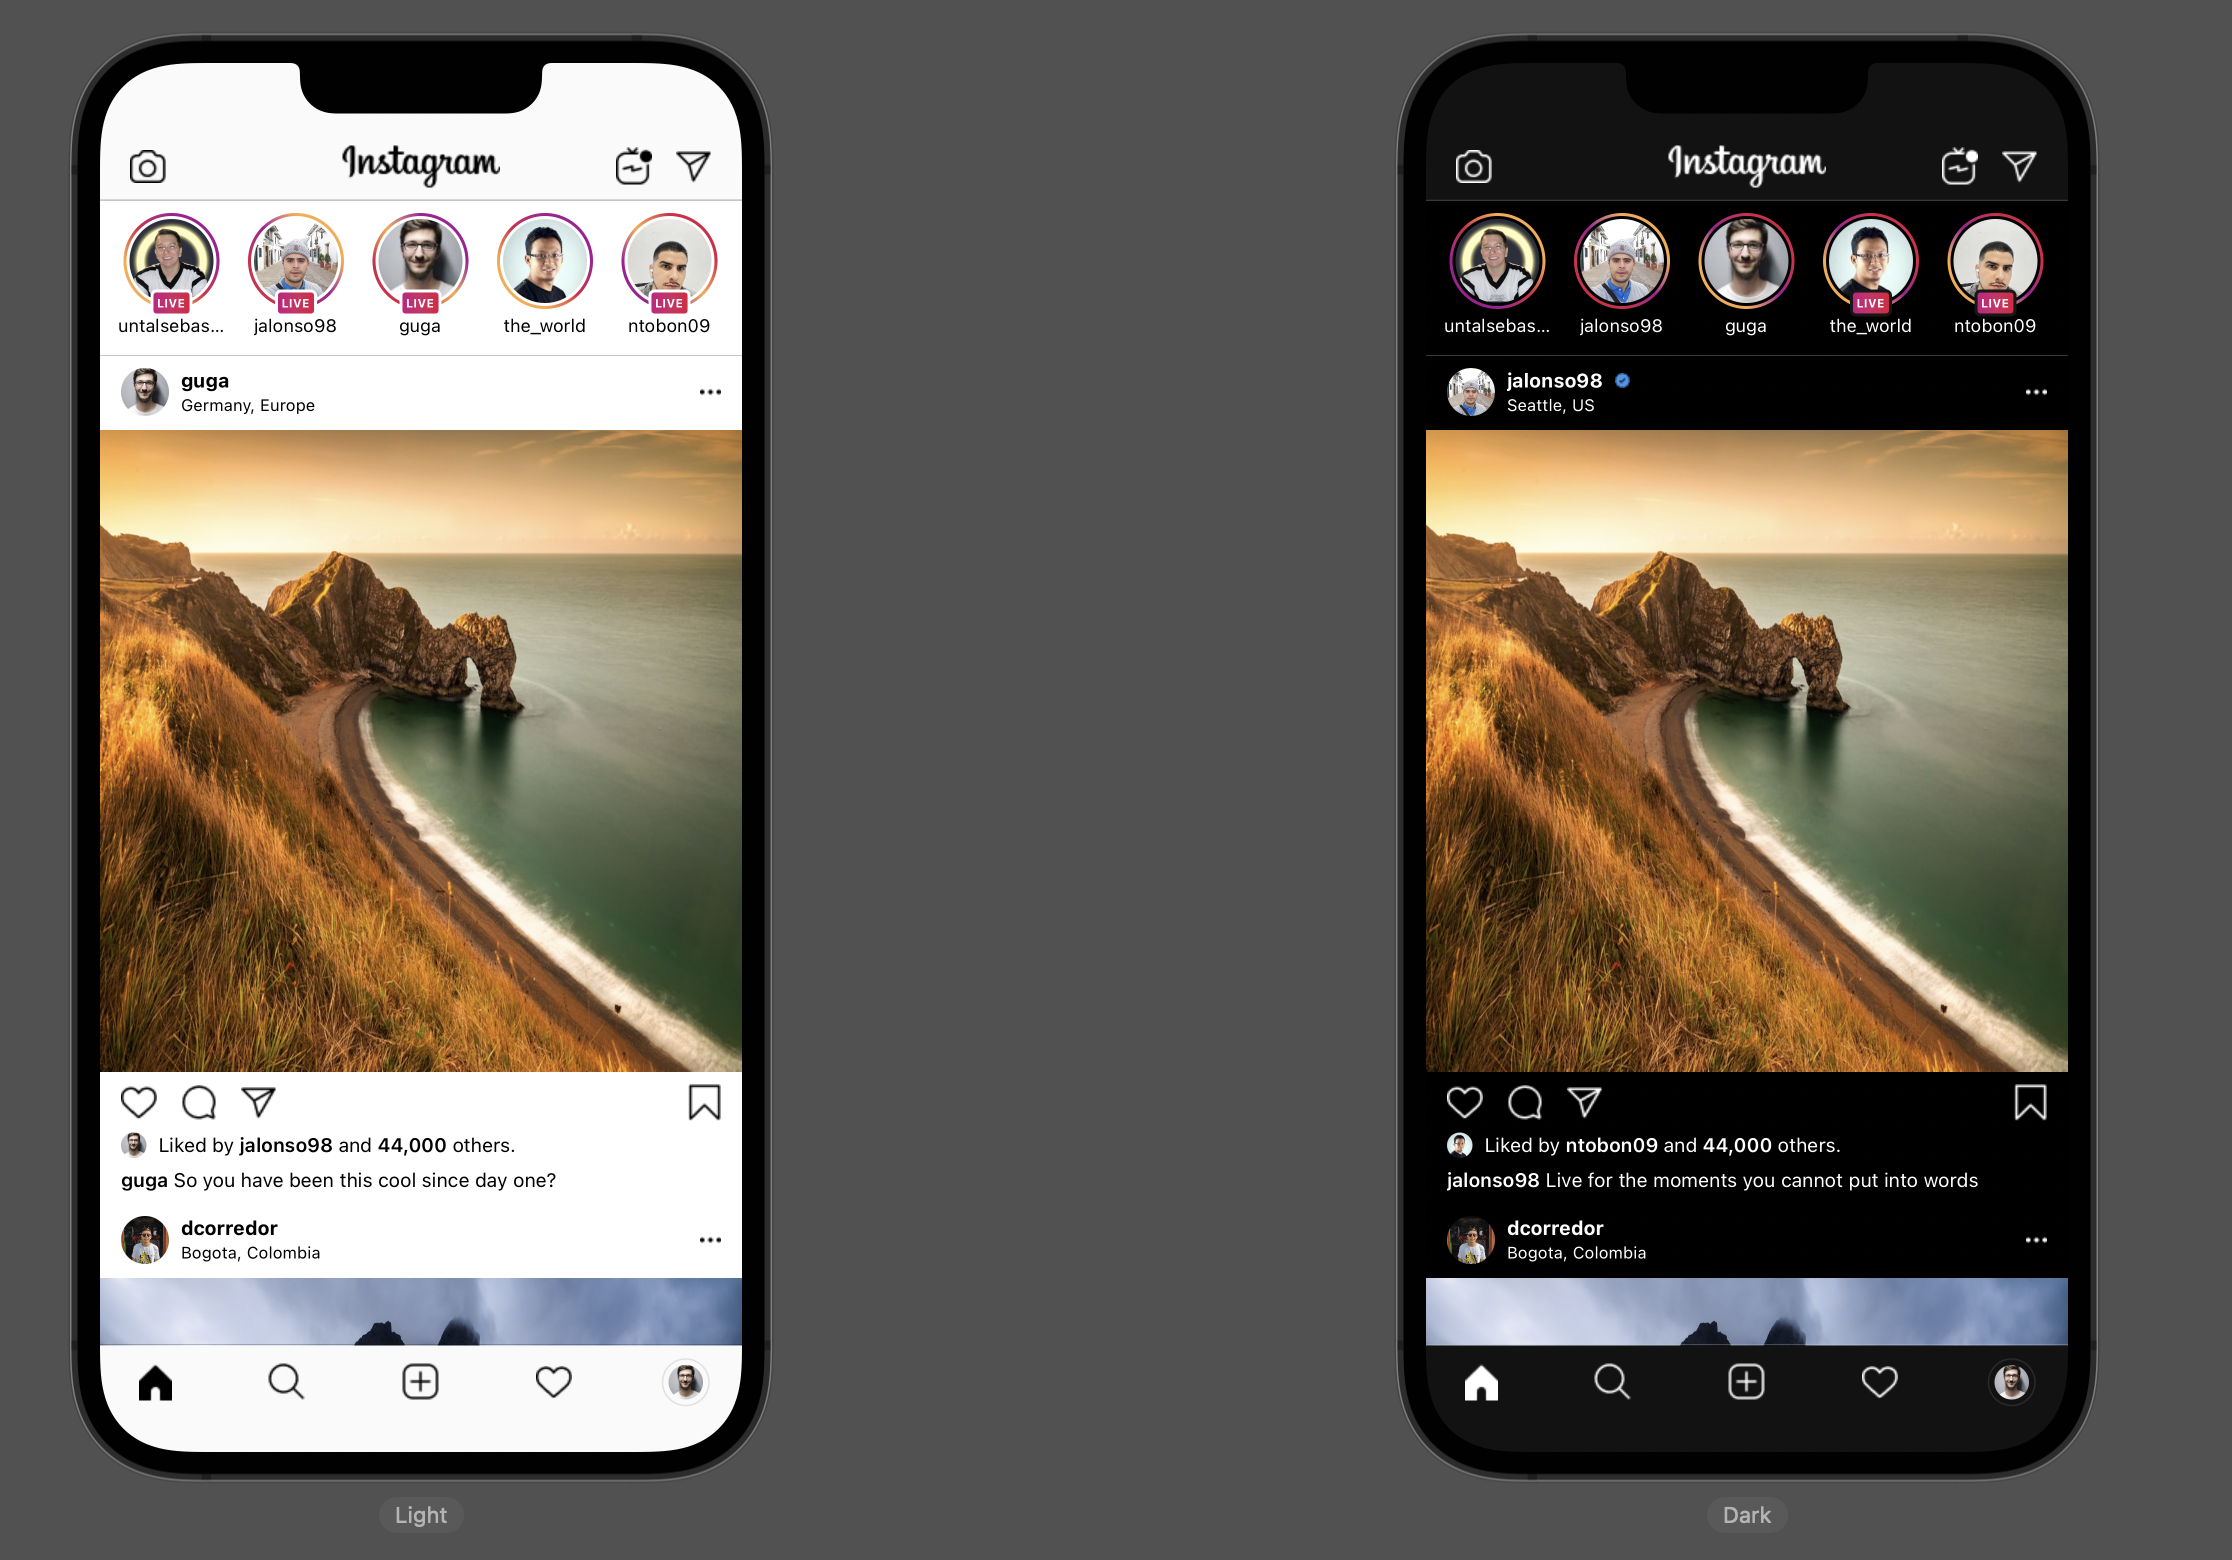 Instagram
LIVE LIVE LIVE LIVE
untalsebas... jalonso98 guga the_world ntobon09
guga
Germany, Europe
Liked by jalonso98 and 44,000 others.
guga So you have been this cool since day one?
dcorredor
Bogota, Colombia
Light
Instagram
LIVE LIVE
untalsebas... jalonso98 guga the_world ntobon09
jalonso98
Seattle, US
Liked by ntobon09 and 44,000 others.
jalonso98 Live for the moments you cannot put into words
dcorredor
Bogota, Colombia
Dark